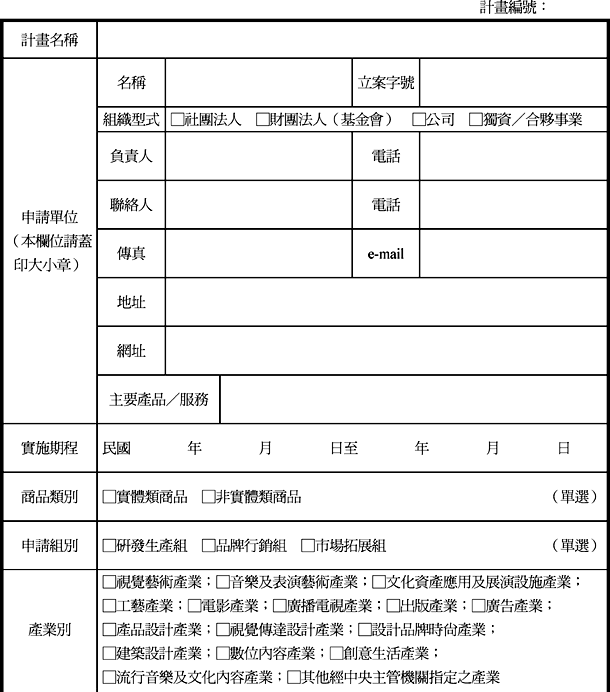 計畫編號：
計畫名稱
申請單位
（本欄位請蓋
印大小章）
名稱 立案字號
組織型式 □社團法人 □財團法人（基金會） □公司 □獨資／合夥事業
負責人 電話
聯絡人 電話
傳真 e-mail
地址
網址
主要產品／服務
實施期程 民國 年 月 日至 年 月 日
商品類別 □實體類商品 □非實體類商品 （單選）
申請組別 □研發生產組 □品牌行銷組 □市場拓展組 （單選）
產業別
□視覺藝術產業；□音樂及表演藝術產業；□文化資產應用及展演設施產業；
□工藝產業；□電影產業；□廣播電視產業；□出版產業；□廣告產業；
□產品設計產業；□視覺傳達設計產業；□設計品牌時尚產業；
□建築設計產業；□數位內容產業；□創意生活產業；
□流行音樂及文化內容產業；□其他經中央主管機關指定之產業